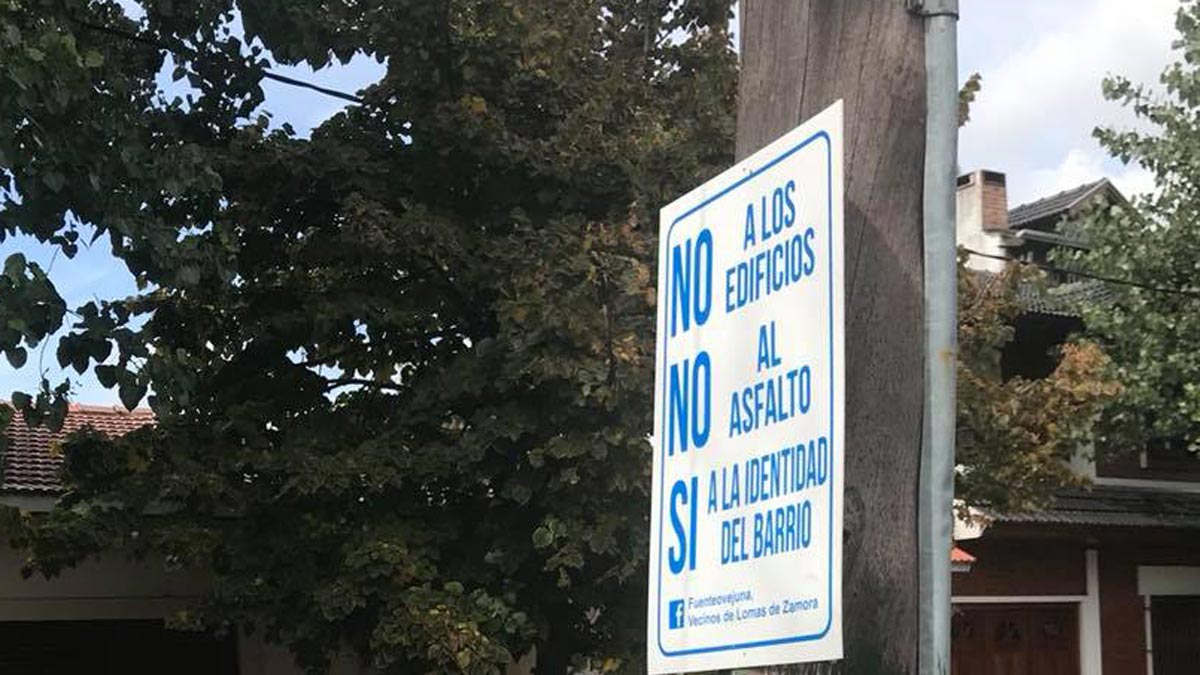 NO A LOS
EDIFICIOS
NO AL
ASFALTO
SI A LA IDENTIDAD
DEL BARRIO
Fuenteovejuna,
Vecinos de Lomas de Zamora